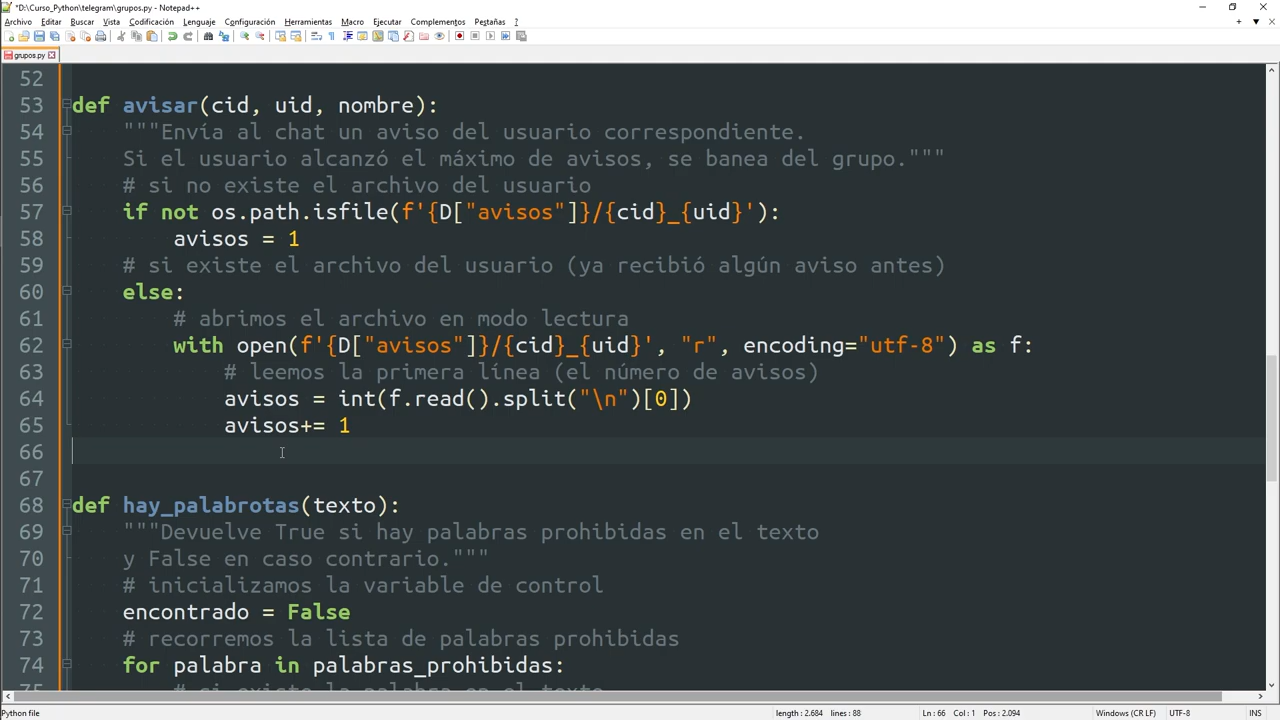 *D:\Curso_Python\telegram\grupos.py - Notepad++
Archivo Editar Buscar Vista Codificación Lenguaje Configuración Herramientas Macro Ejecutar Complementos Pestañas ?
grupos.py
52
53 def avisar(cid, uid, nombre):
54 """Envía al chat un aviso del usuario correspondiente.
55 Si el usuario alcanzó el máximo de avisos, se banea del grupo."""
56 # si no existe el archivo del usuario
57 if not os.path.isfile(f'{D["avisos"]}/{cid}_{uid}'):
58 avisos = 1
59 # si existe el archivo del usuario (ya recibió algún aviso antes)
60 else:
61 # abrimos el archivo en modo lectura
62 with open(f'{D["avisos"]}/{cid}_{uid}', "r", encoding="utf-8") as f:
63 # leemos la primera línea (el número de avisos)
64 avisos = int(f.read().split("\n")[0])
65 avisos+= 1
66
67
68 def hay_palabrotas(texto):
69 """Devuelve True si hay palabras prohibidas en el texto
70 y False en caso contrario."""
71 # inicializamos la variable de control
72 encontrado = False
73 # recorremos la lista de palabras prohibidas
74 for palabra in palabras_prohibidas:
75 # si existe la palabra en el texto
Python file length : 2.684 lines : 88 Ln : 66 Col : 1 Pos : 2.094 Windows (CR LF) UTF-8 INS